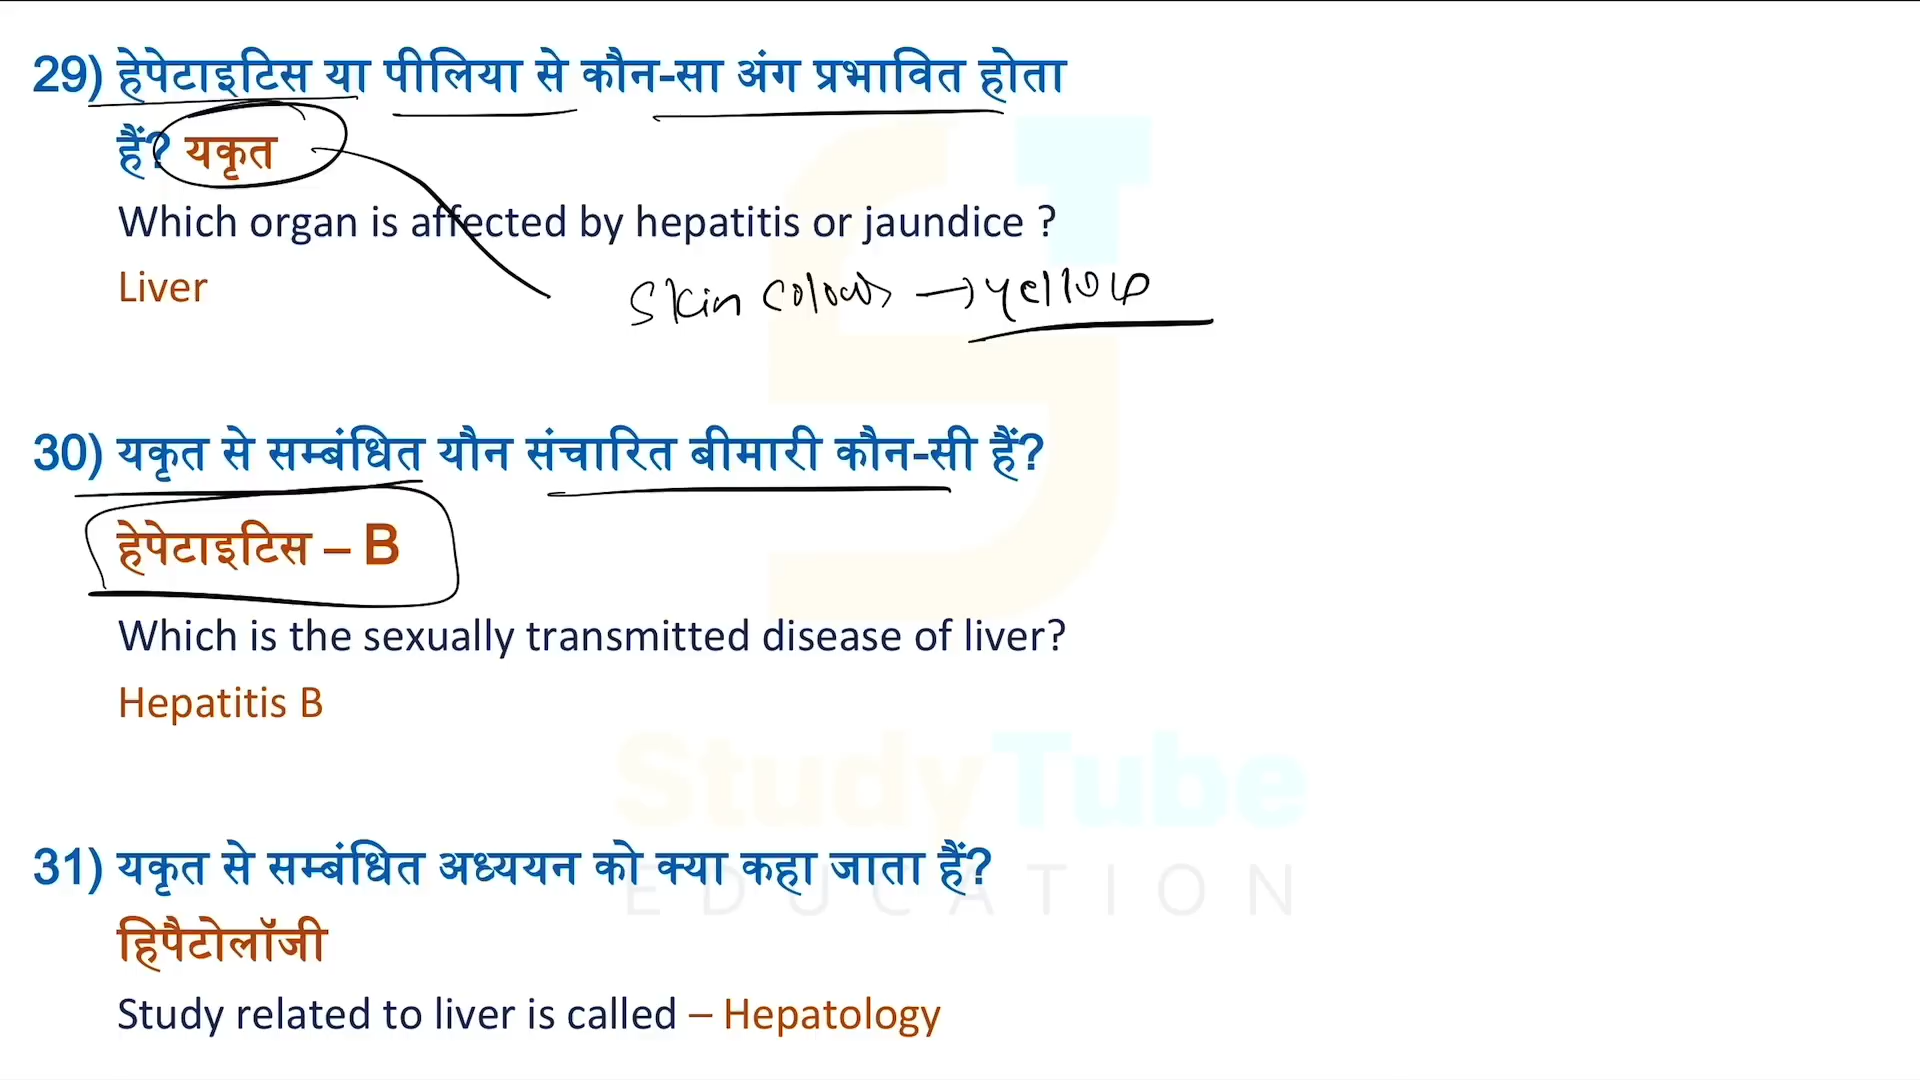 29) हेपेटाइटिस या पीलिया से कौन-सा अंग प्रभावित होता
हैं? यकृत
Which organ is affected by hepatitis or jaundice ?
Liver
Skin colour → yellow
30) यकृत से सम्बंधित यौन संचारित बीमारी कौन-सी हैं?
हेपेटाइटिस – B
Which is the sexually transmitted disease of liver?
Hepatitis B
StudyTube
31) यकृत से सम्बंधित अध्ययन को क्या कहा जाता हैं?
EDUCATION
हिपैटोलॉजी
Study related to liver is called – Hepatology